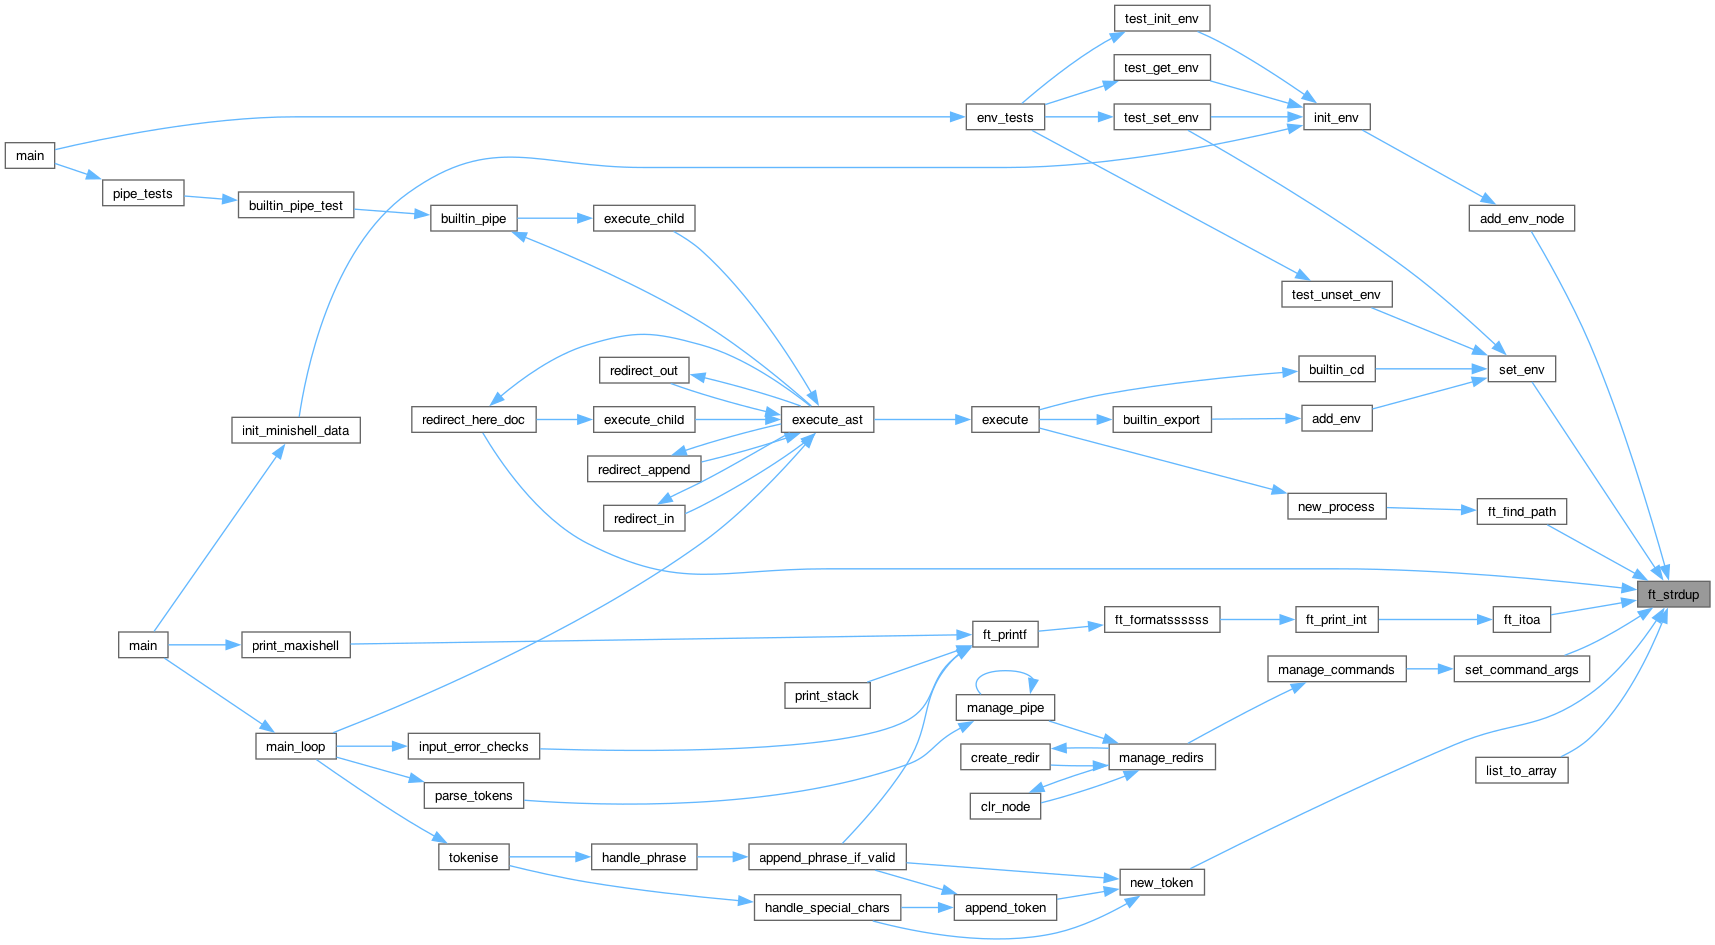 test_init_env
test_get_env
env_tests
test_set_env
init_env
main
pipe_tests
builtin_pipe_test
builtin_pipe
execute_child
add_env_node
test_unset_env
redirect_out
builtin_cd
set_env
redirect_here_doc
execute_child
execute_ast
execute
builtin_export
add_env
init_minishell_data
redirect_append
redirect_in
new_process
ft_find_path
ft_strdup
main
print_maxishell
ft_printf
ft_formatssssss
ft_print_int
ft_itoa
print_stack
manage_pipe
manage_commands
set_command_args
main_loop
input_error_checks
create_redir
manage_redirs
list_to_array
parse_tokens
clr_node
tokenise
handle_phrase
append_phrase_if_valid
new_token
handle_special_chars
append_token